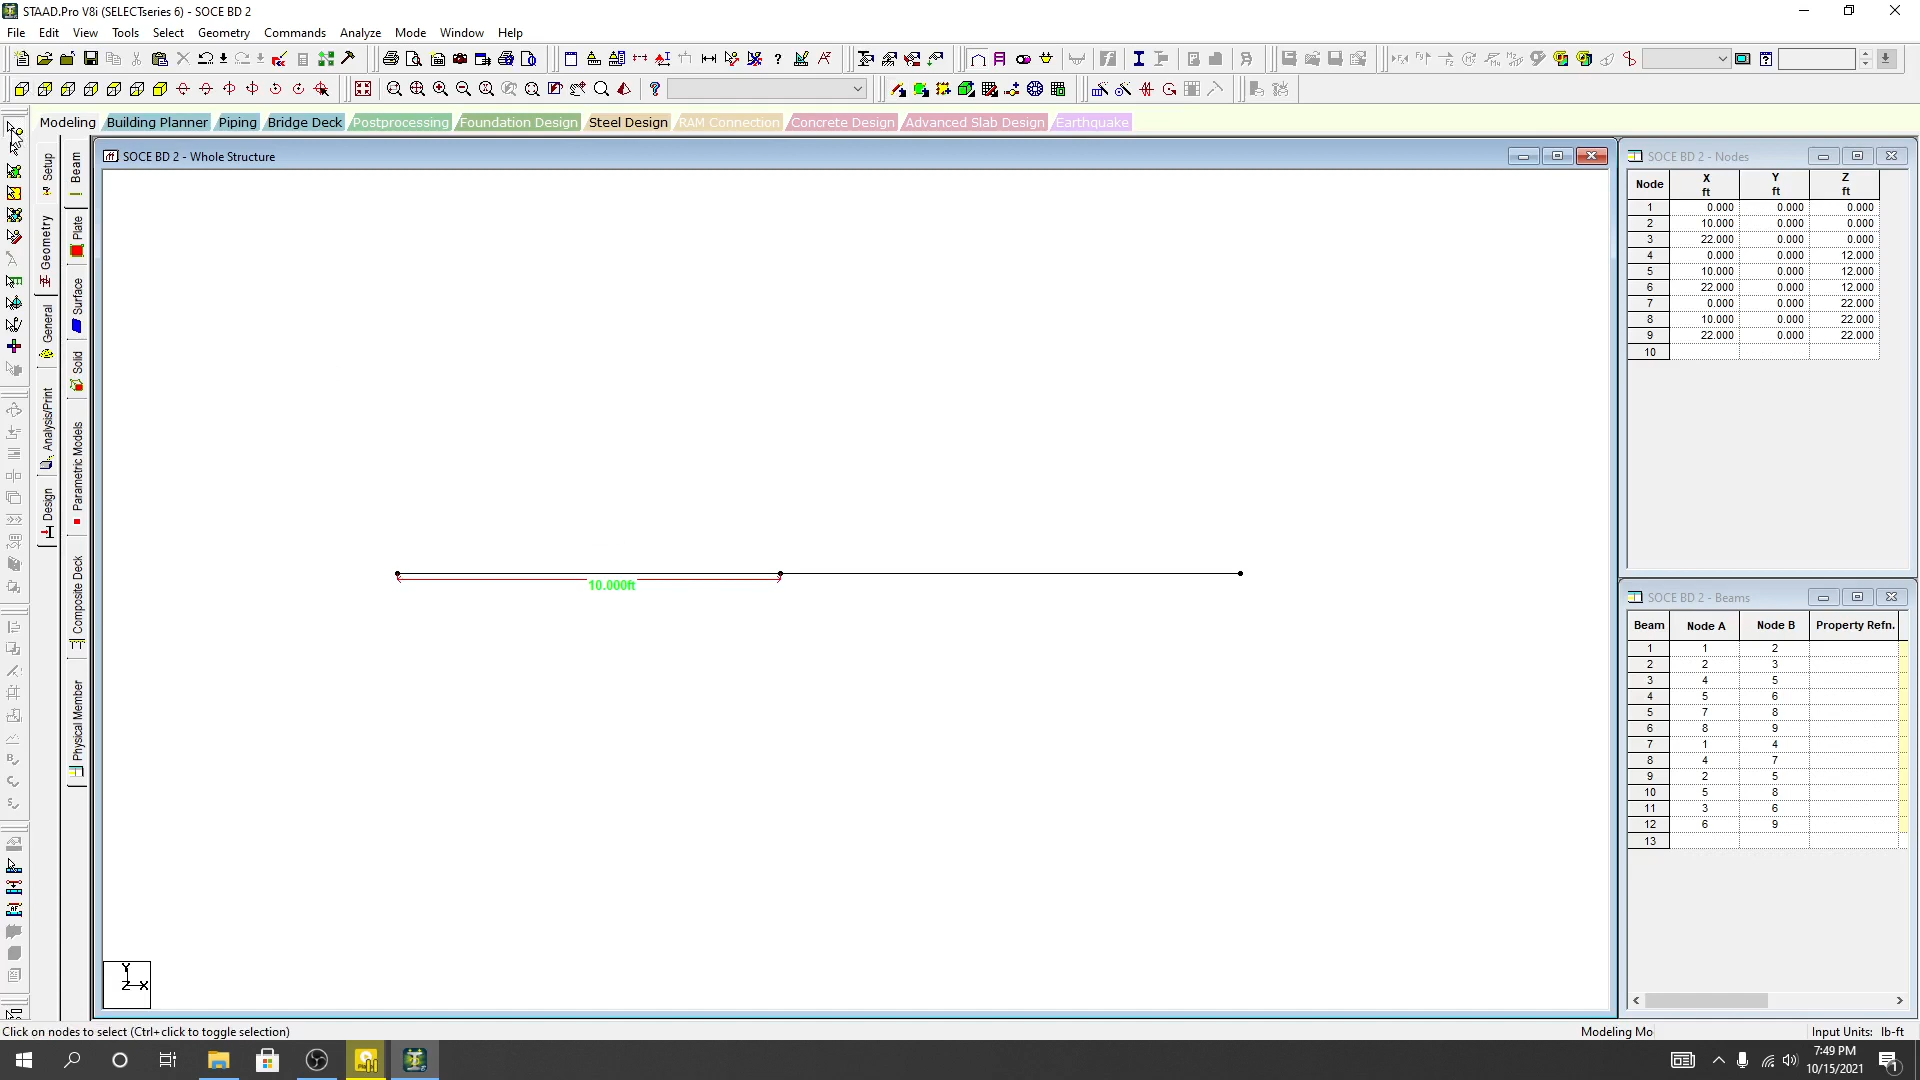 STAAD.Pro V8i (SELECTseries 6) - SOCE BD 2
File Edit View Tools Select Geometry Commands Analyze Mode Window Help
Modeling Building Planner Piping Bridge Deck Postprocessing Foundation Design Steel Design RAM Connection Concrete Design Advanced Slab Design Earthquake
Setup
Geometry
General
Analysis/Print
Design
Beam
Plate
Surface
Solid
Parametric Models
Composite Deck
Physical Member
SOCE BD 2 - Whole Structure
10.000ft
Y
Z X
SOCE BD 2 - Nodes
Node X ft Y ft Z ft
1 0.000 0.000 0.000
2 10.000 0.000 0.000
3 22.000 0.000 0.000
4 0.000 0.000 12.000
5 10.000 0.000 12.000
6 22.000 0.000 12.000
7 0.000 0.000 22.000
8 10.000 0.000 22.000
9 22.000 0.000 22.000
10
SOCE BD 2 - Beams
Beam Node A Node B Property Refn.
1 1 2
2 2 3
3 4 5
4 5 6
5 7 8
6 8 9
7 1 4
8 4 7
9 2 5
10 5 8
11 3 6
12 6 9
13
Click on nodes to select (Ctrl+click to toggle selection)
Modeling Mo
Input Units: lb-ft
7:49 PM
10/15/2021
1